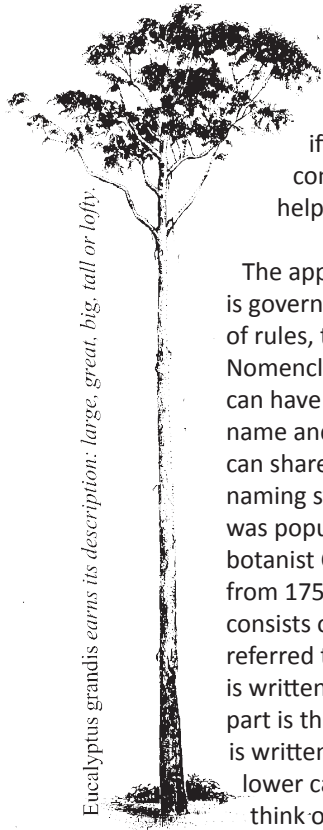 Eucalyptus grandis earns its description: large, great, big, tall or lofty.
if
help
The app
is govern
of rules, t
Nomencl
can have
name and
can share
naming s
was popu
botanist
from 175
consists o
referred t
is written
part is th
is written
lower ca
think o